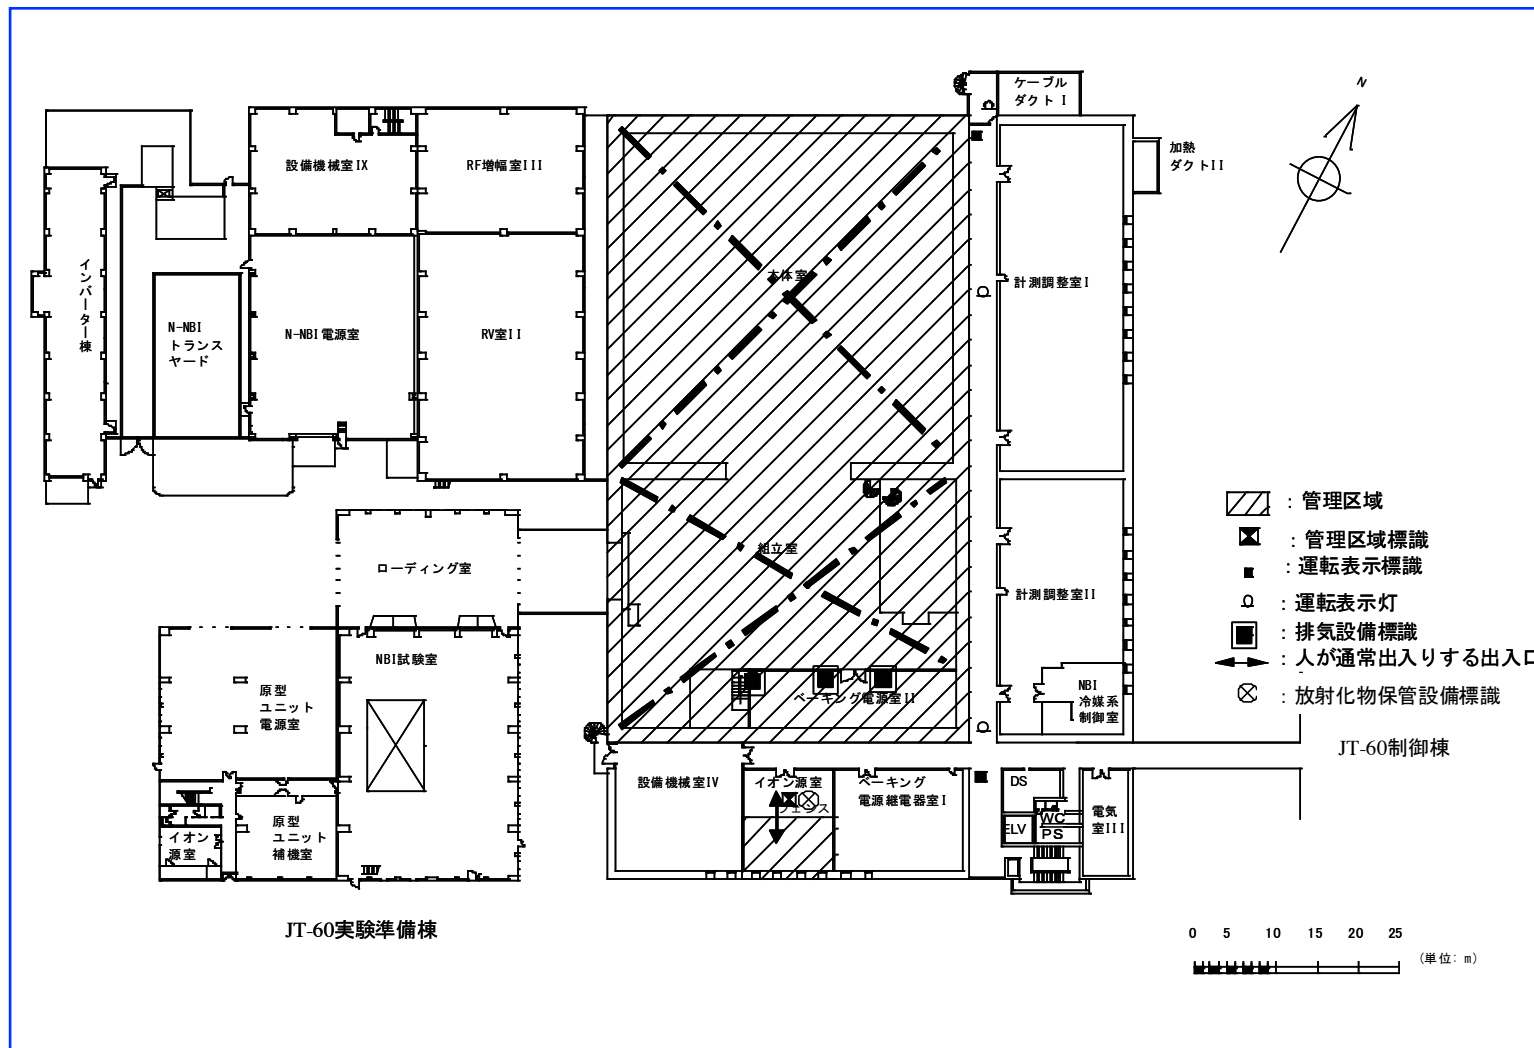 ケーブル
ダクト I
N
加熱
ダクトII
設備機械室IX
RF増幅室III
本体室
計測調整室I
インバーター棟
N-NBI
トランス
ヤード
N-NBI電源室
RV室II
：管理区域
：管理区域標識
：運転表示標識
：運転表示灯
：排気設備標識
：人が通常出入りする出入口
：放射化物保管設備標識
組立室
ローディング室
計測調整室II
NBI試験室
原型
ユニット
電源室
ベーキング電源室II
NBI
冷媒系
制御室
JT-60制御棟
設備機械室IV
イオン源室
フェンス
ベーキング
電源継電器室I
DS
WC
ELV
PS
電気
室III
原型
ユニット
補機室
イオン
源室
JT-60実験準備棟
0 5 10 15 20 25
(単位: m)